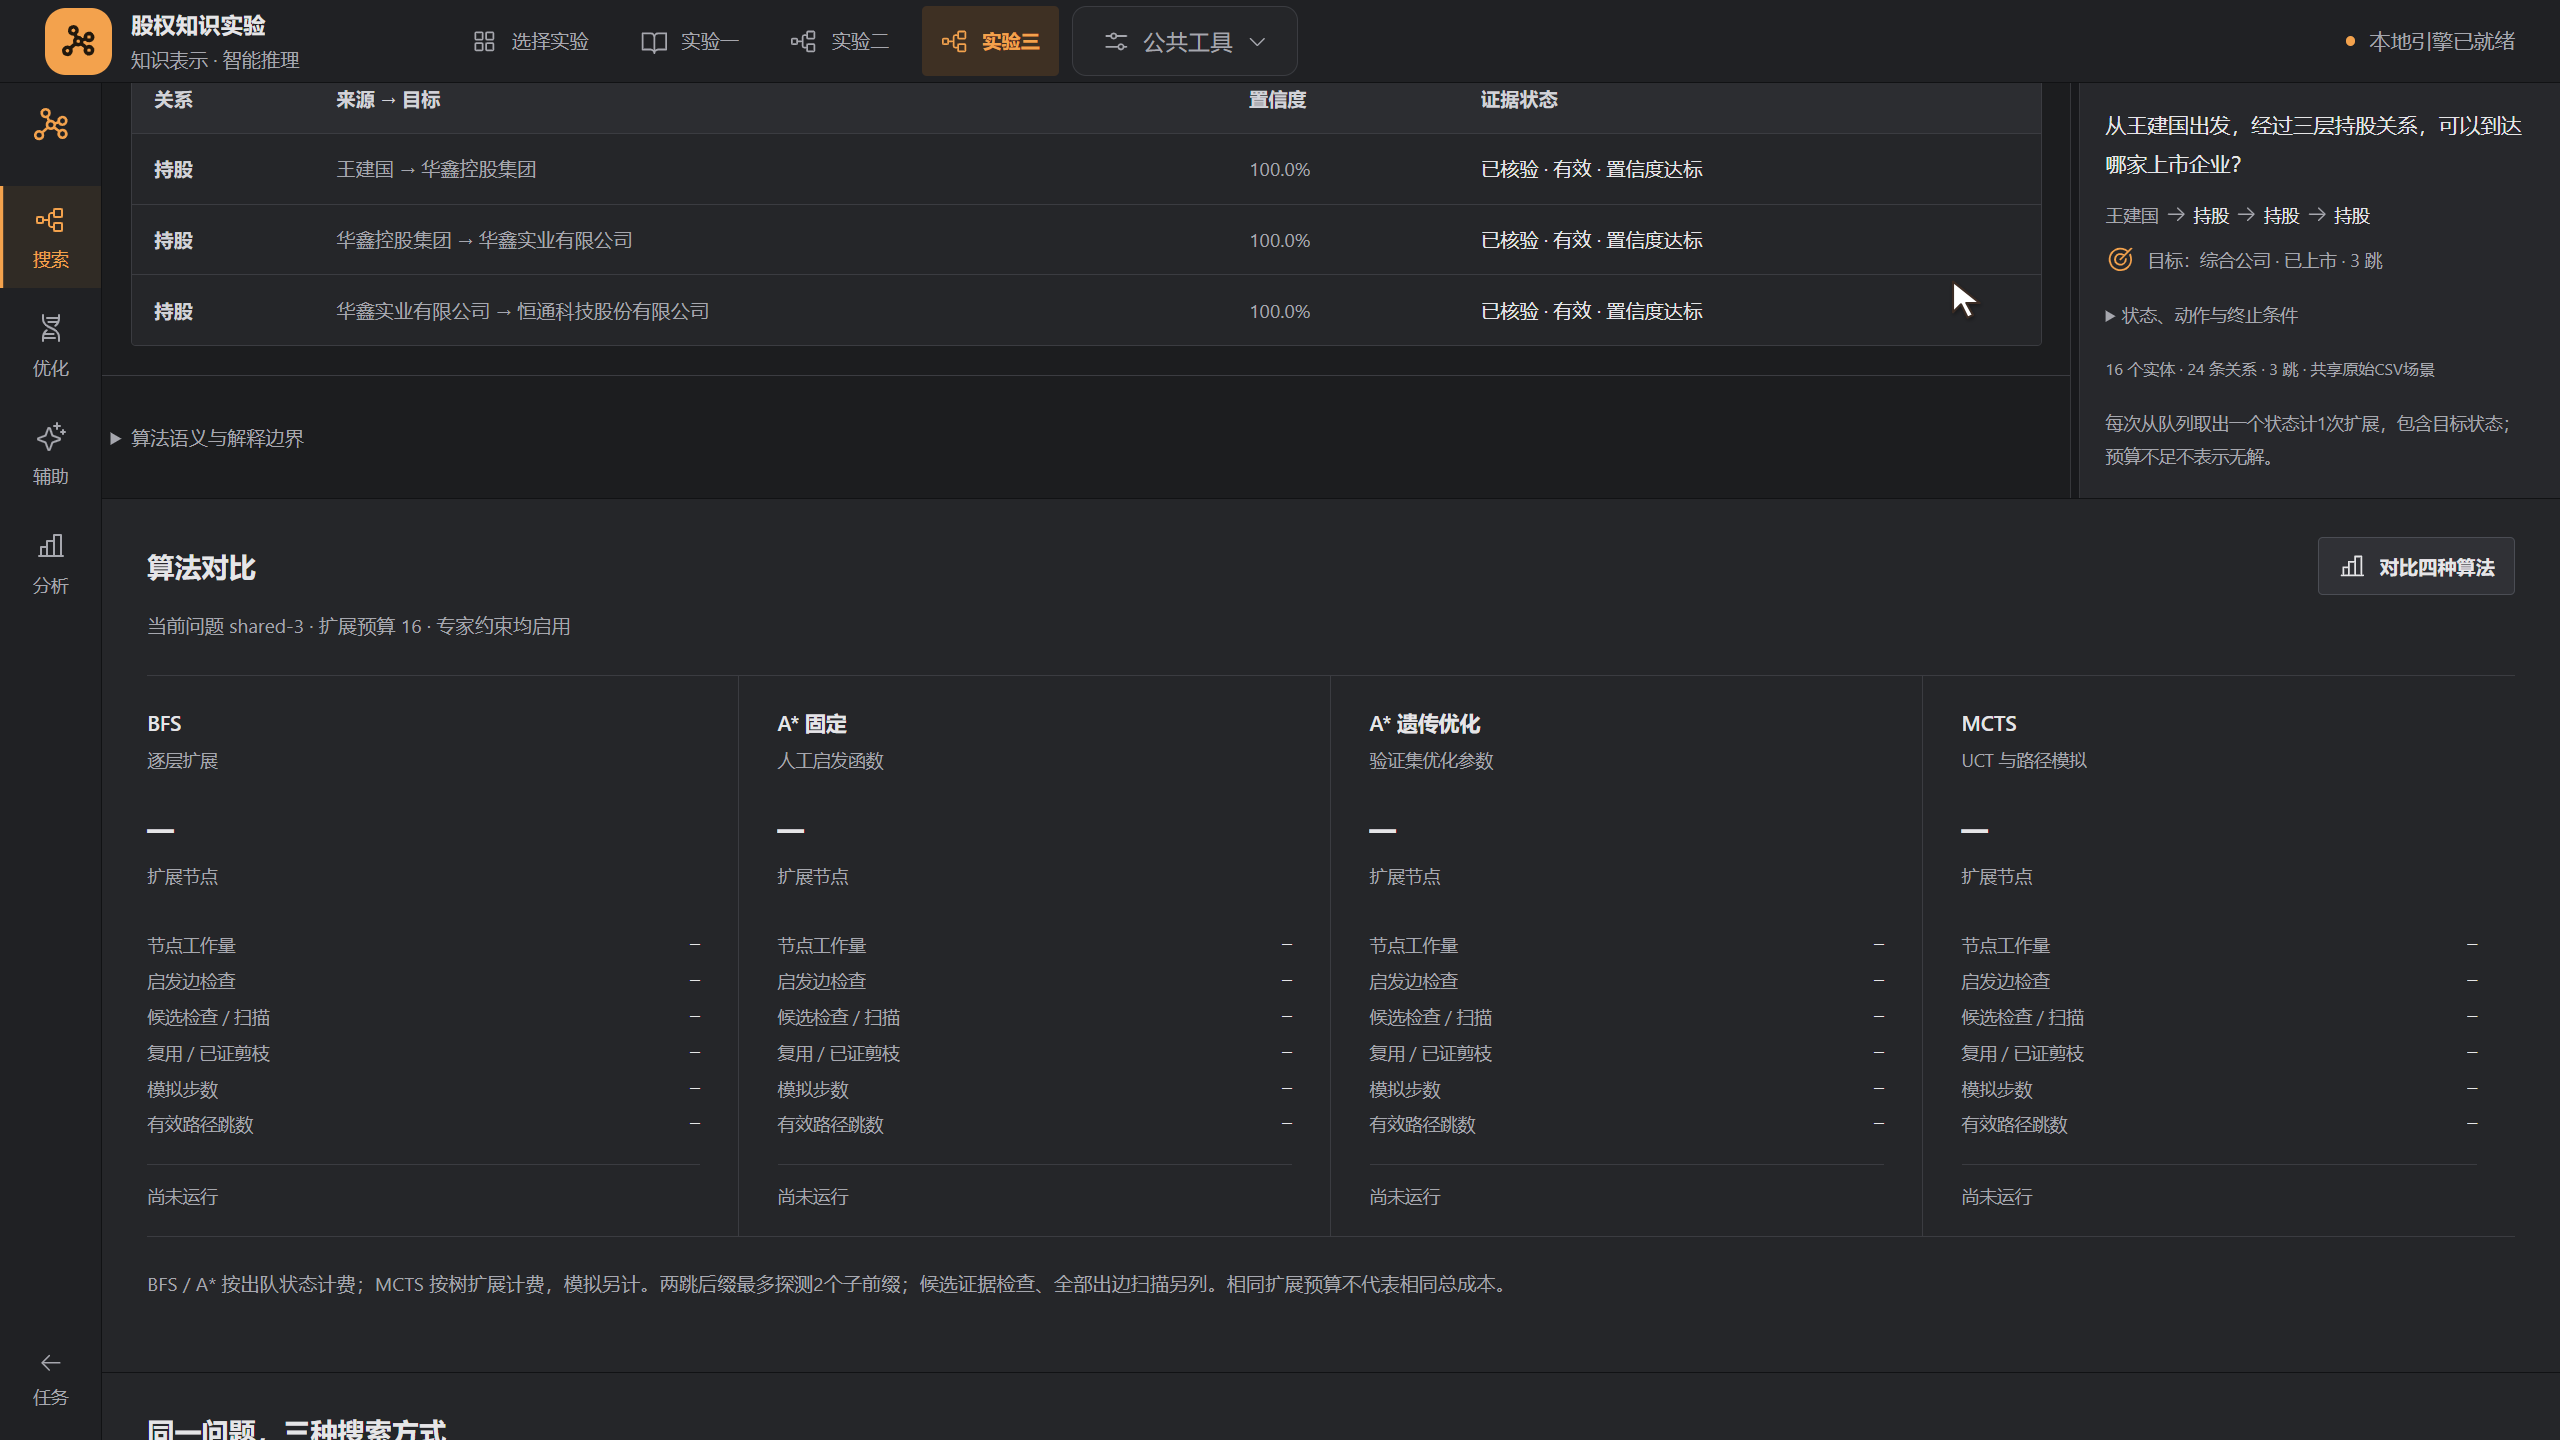 股权知识实验
知识表示 · 智能推理
选择实验
实验一
实验二
实验三
公共工具
本地引擎已就绪
搜索
优化
辅助
分析
任务
关系 来源 → 目标 置信度 证据状态
持股 王建国 → 华鑫控股集团 100.0% 已核验 · 有效 · 置信度达标
持股 华鑫控股集团 → 华鑫实业有限公司 100.0% 已核验 · 有效 · 置信度达标
持股 华鑫实业有限公司 → 恒通科技股份有限公司 100.0% 已核验 · 有效 · 置信度达标
算法语义与解释边界
从王建国出发，经过三层持股关系，可以到达
哪家上市企业？
王建国 → 持股 → 持股 → 持股
目标：综合公司 · 已上市 · 3 跳
状态、动作与终止条件
16 个实体 · 24 条关系 · 3 跳 · 共享原始CSV场景
每次从队列取出一个状态计1次扩展，包含目标状态；
预算不足不表示无解。
算法对比
对比四种算法
当前问题 shared-3 · 扩展预算 16 · 专家约束均启用
BFS
逐层扩展
—
扩展节点
节点工作量 –
启发边检查 –
候选检查 / 扫描 –
复用 / 已证剪枝 –
模拟步数 –
有效路径跳数 –
尚未运行
A* 固定
人工启发函数
—
扩展节点
节点工作量 –
启发边检查 –
候选检查 / 扫描 –
复用 / 已证剪枝 –
模拟步数 –
有效路径跳数 –
尚未运行
A* 遗传优化
验证集优化参数
—
扩展节点
节点工作量 –
启发边检查 –
候选检查 / 扫描 –
复用 / 已证剪枝 –
模拟步数 –
有效路径跳数 –
尚未运行
MCTS
UCT 与路径模拟
—
扩展节点
节点工作量 –
启发边检查 –
候选检查 / 扫描 –
复用 / 已证剪枝 –
模拟步数 –
有效路径跳数 –
尚未运行
BFS / A* 按出队状态计费；MCTS 按树扩展计费，模拟另计。两跳后缀最多探测2个子前缀；候选证据检查、全部出边扫描另列。相同扩展预算不代表相同总成本。
同一问题，三种搜索方式